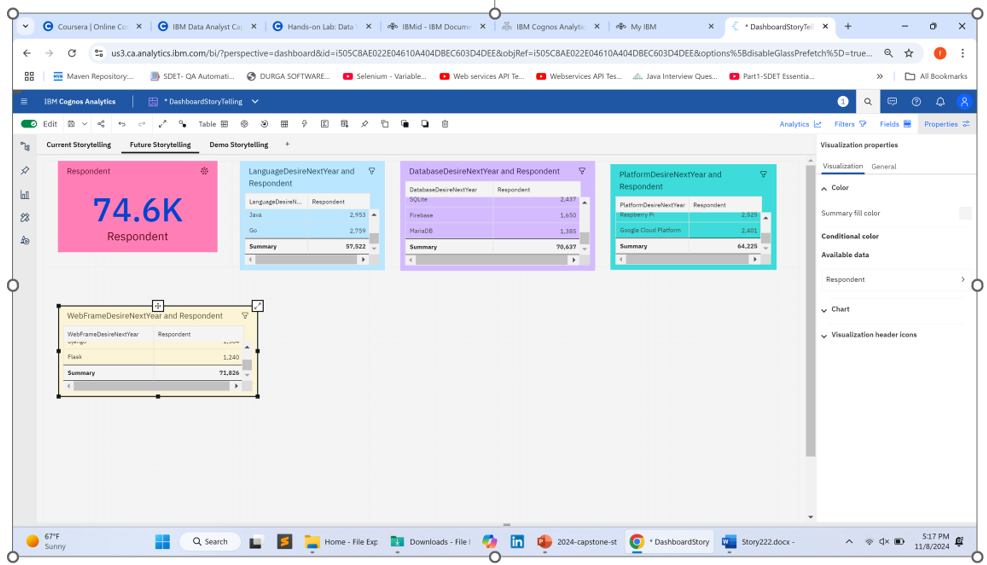 Coursera | Online Co
IBM Data Analyst Cap
Hands-on Lab: Data V
IBMid - IBM Docume
IBM Cognos Analytic
My IBM
* DashboardStoryTelling
us3.ca.analytics.ibm.com/bi/?perspective=dashboard&id=i505C8AE022E04610A404DBEC603D4DEE&objRef=i505C8AE022E04610A404DBEC603D4DEE&options%5BdisableGlassPrefetch%5D=true...
Maven Repository:...
SDET- QA Automati...
DURGA SOFTWARE...
Selenium - Variable...
Web services API Te...
Webservices API Tes...
Java Interview Ques...
Part1-SDET Essentia...
»
All Bookmarks
IBM Cognos Analytics
* DashboardStoryTelling
1
Edit
Table
Analytics
Filters
Fields
Properties
Current Storytelling
Future Storytelling
Demo Storytelling
+
Respondent
74.6K
Respondent
LanguageDesireNextYear and
Respondent
LanguageDesireN... Respondent
Java 2,953
Go 2,759
Summary 57,522
DatabaseDesireNextYear and Respondent
DatabaseDesireNextYear Respondent
SQLite 2,437
Firebase 1,650
MariaDB 1,385
Summary 70,637
PlatformDesireNextYear and
Respondent
PlatformDesireNextYear Respondent
Raspberry Pi 2,525
Google Cloud Platform 2,401
Summary 64,225
WebFrameDesireNextYear and Respondent
WebFrameDesireNextYear Respondent
Django
Flask 1,240
Summary 71,826
Visualization properties
Visualization General
Color
Summary fill color
Conditional color
Available data
Respondent
Chart
Visualization header icons
67°F
Sunny
Search
Home - File Exp
Downloads - File
2024-capstone-st
* DashboardStory
Story222.docx -
5:17 PM
11/8/2024